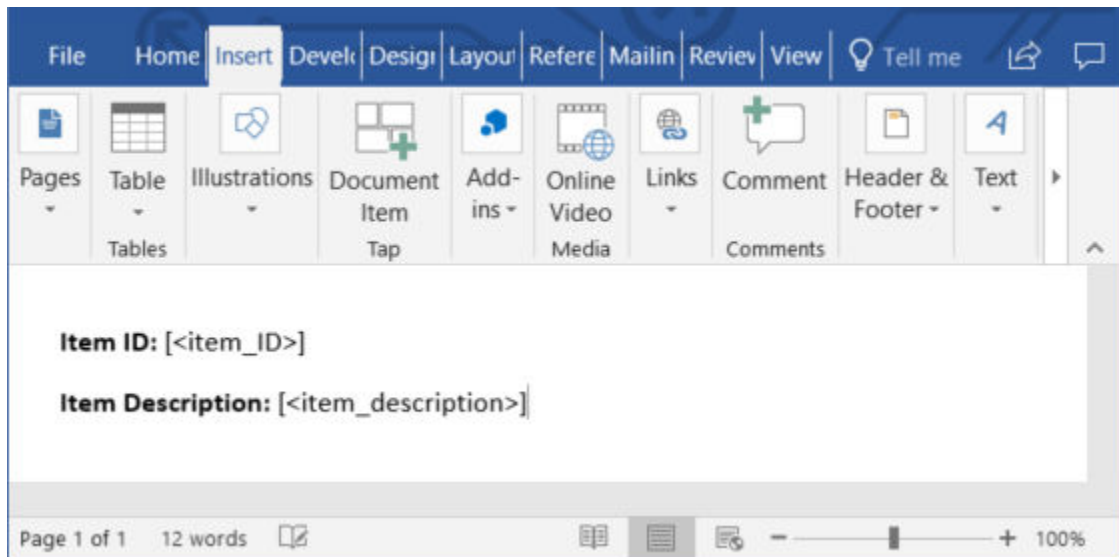 File Home Insert Develc Desigr Layout Refere Mailin Review View Tell me
Pages Table Illustrations Document Item Add-ins Online Video Links Comment Header & Footer Text
Tables Tap Media Comments
Item ID: [<item_ID>]
Item Description: [<item_description>]
Page 1 of 1 12 words 100%